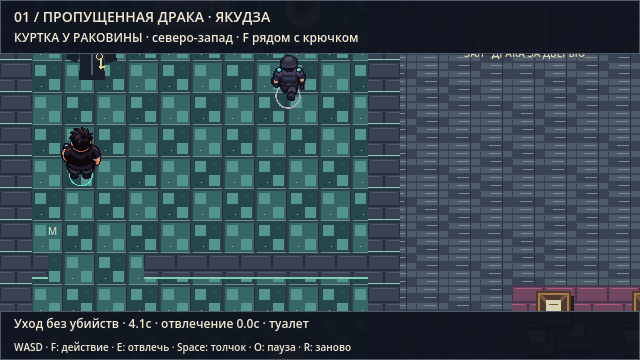 01 / ПРОПУЩЕННАЯ ДРАКА · ЯКУДЗА
КУРТКА У РАКОВИНЫ · северо-запад · F рядом с крючком
М
Уход без убийств · 4.1с · отвлечение 0.0с · туалет
WASD · F: действие · E: отвлечь · Space: толчок · O: пауза · R: заново